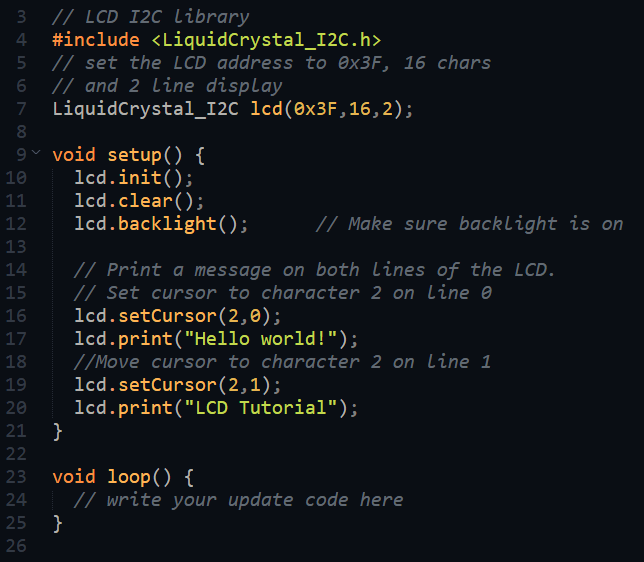 3 // LCD I2C library
4 #include <LiquidCrystal_I2C.h>
5 // set the LCD address to 0x3F, 16 chars
6 // and 2 line display
7 LiquidCrystal_I2C lcd(0x3F,16,2);
8
9 void setup() {
10   lcd.init();
11   lcd.clear();
12   lcd.backlight();      // Make sure backlight is on
13
14   // Print a message on both lines of the LCD.
15   // Set cursor to character 2 on line 0
16   lcd.setCursor(2,0);
17   lcd.print("Hello world!");
18   //Move cursor to character 2 on line 1
19   lcd.setCursor(2,1);
20   lcd.print("LCD Tutorial");
21 }
22
23 void loop() {
24   // write your update code here
25 }
26